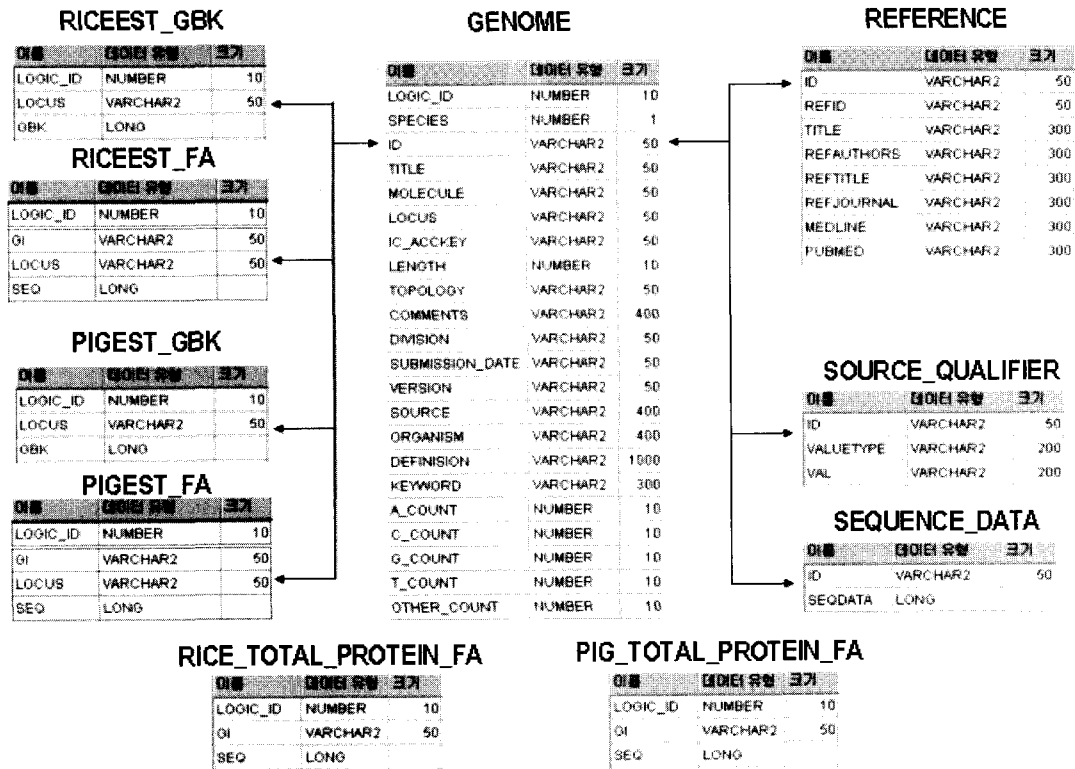 RICEEST_GBK
이름 데이터 유형 크기
LOGIC_ID NUMBER 10
LOCUS VARCHAR2 50
GBK LONG
RICEEST_FA
이름 데이터 유형 크기
LOGIC_ID NUMBER 10
GI VARCHAR2 50
LOCUS VARCHAR2 50
SEQ LONG
PIGEST_GBK
이름 데이터 유형 크기
LOGIC_ID NUMBER 10
LOCUS VARCHAR2 50
GBK LONG
PIGEST_FA
이름 데이터 유형 크기
LOGIC_ID NUMBER 10
GI VARCHAR2 50
LOCUS VARCHAR2 50
SEQ LONG
GENOME
이름 데이터 유형 크기
LOGIC_ID NUMBER 10
SPECIES NUMBER 1
ID VARCHAR2 50
TITLE VARCHAR2 50
MOLECULE VARCHAR2 50
LOCUS VARCHAR2 50
IC_ACCKEY VARCHAR2 50
LENGTH NUMBER 10
TOPOLOGY VARCHAR2 50
COMMENTS VARCHAR2 400
DIVISION VARCHAR2 50
SUBMISSION_DATE VARCHAR2 50
VERSION VARCHAR2 50
SOURCE VARCHAR2 400
ORGANISM VARCHAR2 400
DEFINISION VARCHAR2 1000
KEYWORD VARCHAR2 300
A_COUNT NUMBER 10
C_COUNT NUMBER 10
G_COUNT NUMBER 10
T_COUNT NUMBER 10
OTHER_COUNT NUMBER 10
REFERENCE
이름 데이터 유형 크기
ID VARCHAR2 50
REFID VARCHAR2 50
TITLE VARCHAR2 300
REFAUTHORS VARCHAR2 300
REFTITLE VARCHAR2 300
REFJOURNAL VARCHAR2 300
MEDLINE VARCHAR2 300
PUBMED VARCHAR2 300
SOURCE_QUALIFIER
이름 데이터 유형 크기
ID VARCHAR2 50
VALUETYPE VARCHAR2 200
VAL VARCHAR2 200
SEQUENCE_DATA
이름 데이터 유형 크기
ID VARCHAR2 50
SEQDATA LONG
RICE_TOTAL_PROTEIN_FA
이름 데이터 유형 크기
LOGIC_ID NUMBER 10
GI VARCHAR2 50
SEQ LONG
PIG_TOTAL_PROTEIN_FA
이름 데이터 유형 크기
LOGIC_ID NUMBER 10
GI VARCHAR2 50
SEQ LONG